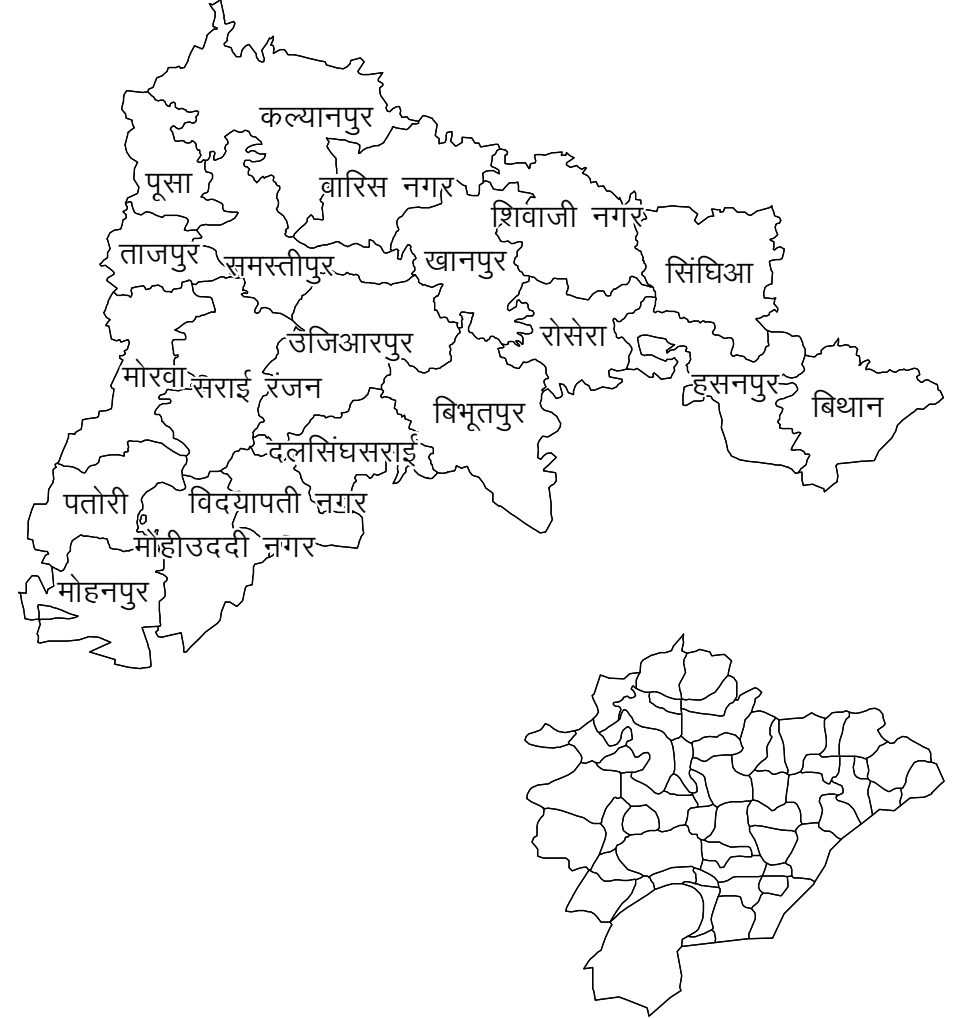 कल्यानपुर
पूसा
वारिस नगर
शिवाजी नगर
ताजपुर
समस्तीपुर
खानपुर
सिंघिआ
उजिआरपुर
रोसेरा
मोरवा
सराई रंजन
हसनपुर
बिथान
बिभूतपुर
दलसिंघसराई
पतोरी
विदयापती नगर
मोंहीउददी नगर
मोहनपुर